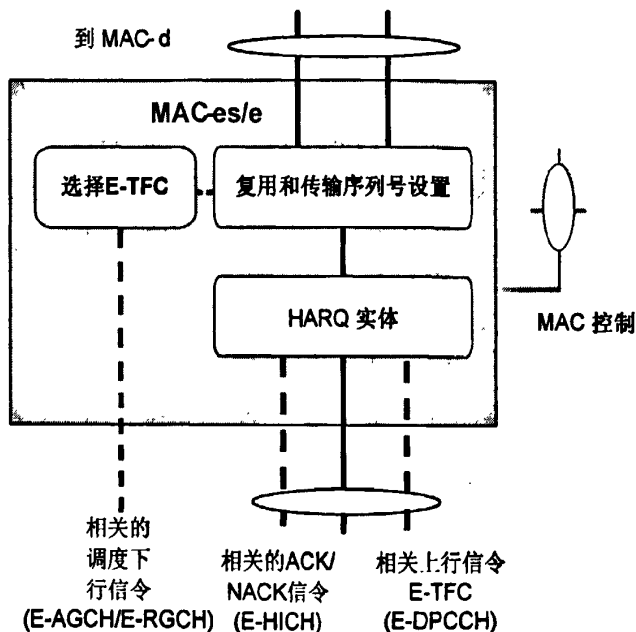 到 MAC-d
MAC-es/e
选择E-TFC
复用和传输序列号设置
HARQ 实体
MAC 控制
相关的
调度下
行信令
(E-AGCH/E-RGCH)
相关的ACK/
NACK信令
(E-HICH)
相关上行信令
E-TFC
(E-DPCCH)